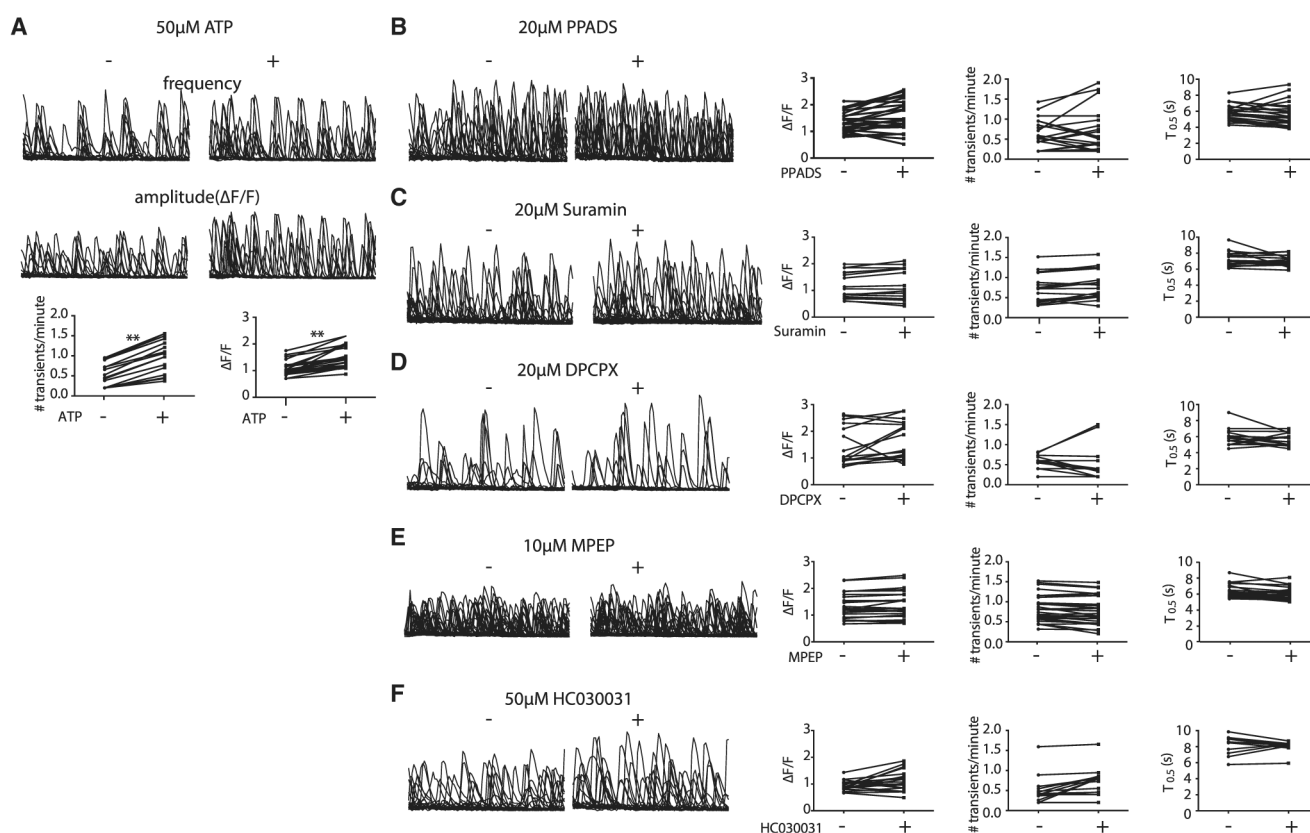 A
50μM ATP
- +
frequency
amplitude(ΔF/F)
# transients/minute
2.0
1.5
1.0
0.5
0.0
**
ATP - +
ΔF/F
3
2
1
0
**
ATP - +
B
20μM PPADS
- +
ΔF/F
3
2
1
0
PPADS - +
# transients/minute
2.0
1.5
1.0
0.5
0.0
- +
T 0.5 (s)
10
8
6
4
2
0
- +
C
20μM Suramin
- +
ΔF/F
3
2
1
0
Suramin - +
# transients/minute
2.0
1.5
1.0
0.5
0.0
- +
T 0.5 (s)
10
8
6
4
2
0
- +
D
20μM DPCPX
- +
ΔF/F
3
2
1
0
DPCPX - +
# transients/minute
2.0
1.5
1.0
0.5
0.0
- +
T 0.5 (s)
10
8
6
4
2
0
- +
E
10μM MPEP
- +
ΔF/F
3
2
1
0
MPEP - +
# transients/minute
2.0
1.5
1.0
0.5
0.0
- +
T 0.5 (s)
10
8
6
4
2
0
- +
F
50μM HC030031
- +
ΔF/F
3
2
1
0
HC030031 - +
# transients/minute
2.0
1.5
1.0
0.5
0.0
- +
T 0.5 (s)
10
8
6
4
2
0
- +